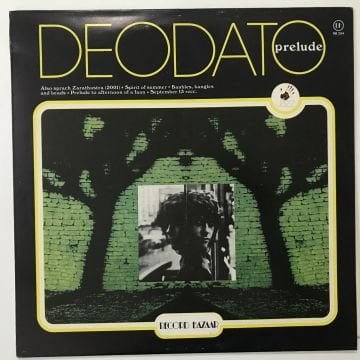 DEODATO
prelude
Also sprach Zarathustra (2001) • Spirit of summer • Baubles, bangles
and beads • Prelude to afternoon of a faun • September 13 ecc.
RECORD BAZAAR